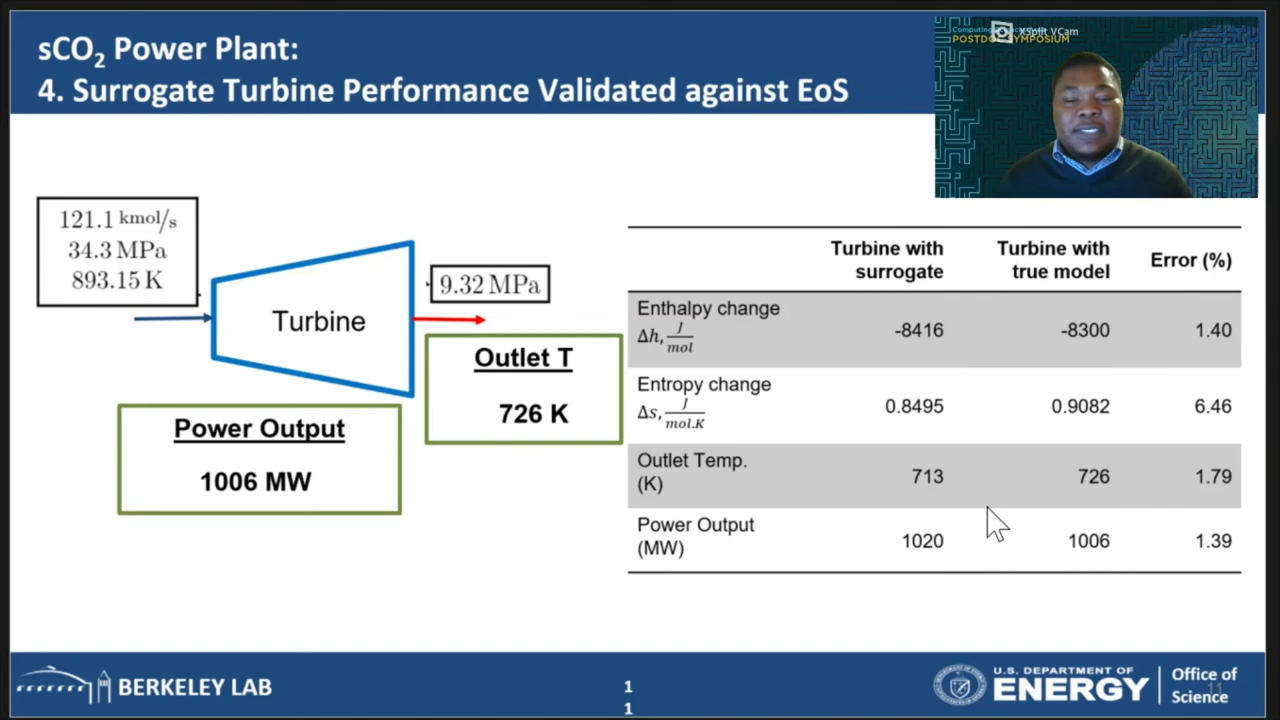 sCO₂ Power Plant:
4. Surrogate Turbine Performance Validated against EoS
XSplit VCam
121.1 kmol/s
34.3 MPa
893.15 K
Turbine
9.32 MPa
Outlet T
726 K
Power Output
1006 MW
Turbine with surrogate Turbine with true model Error (%)
Enthalpy change
Δh, J/mol -8416 -8300 1.40
Entropy change
Δs, J/mol.K 0.8495 0.9082 6.46
Outlet Temp.
(K) 713 726 1.79
Power Output
(MW) 1020 1006 1.39
BERKELEY LAB
1
1
U.S. DEPARTMENT OF
ENERGY
Office of
Science
11